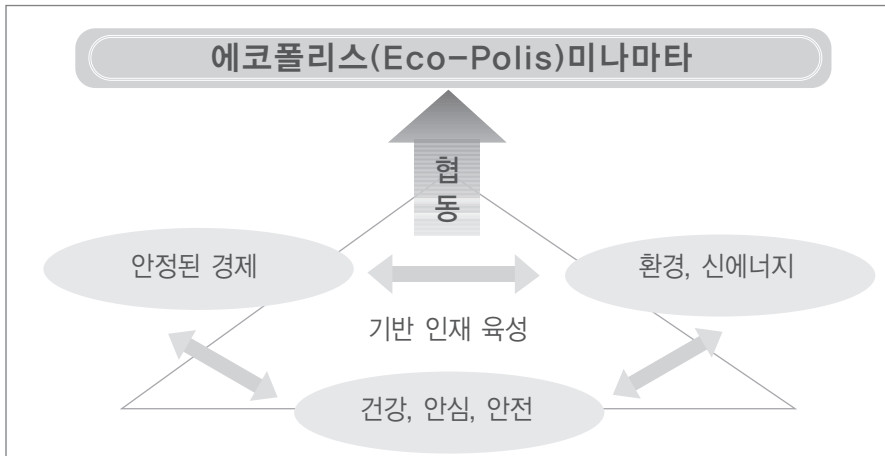 에코폴리스(Eco-Polis)미나마타
협
동
안정된 경제
환경, 신에너지
기반 인재 육성
건강, 안심, 안전